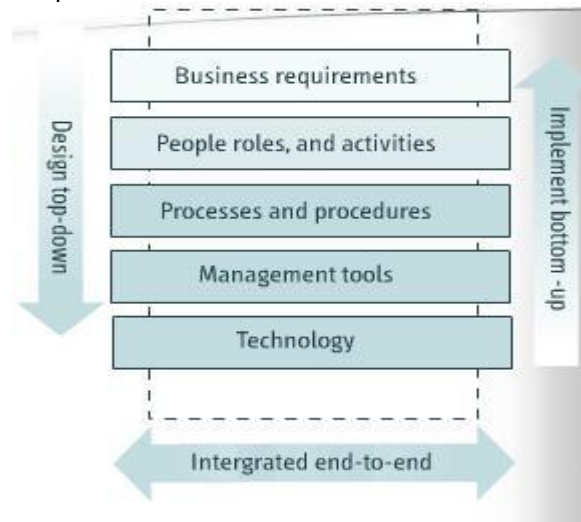 Business requirements
Design top-down
People roles, and activities
Processes and procedures
Management tools
Technology
Implement bottom -up
Intergrated end-to-end